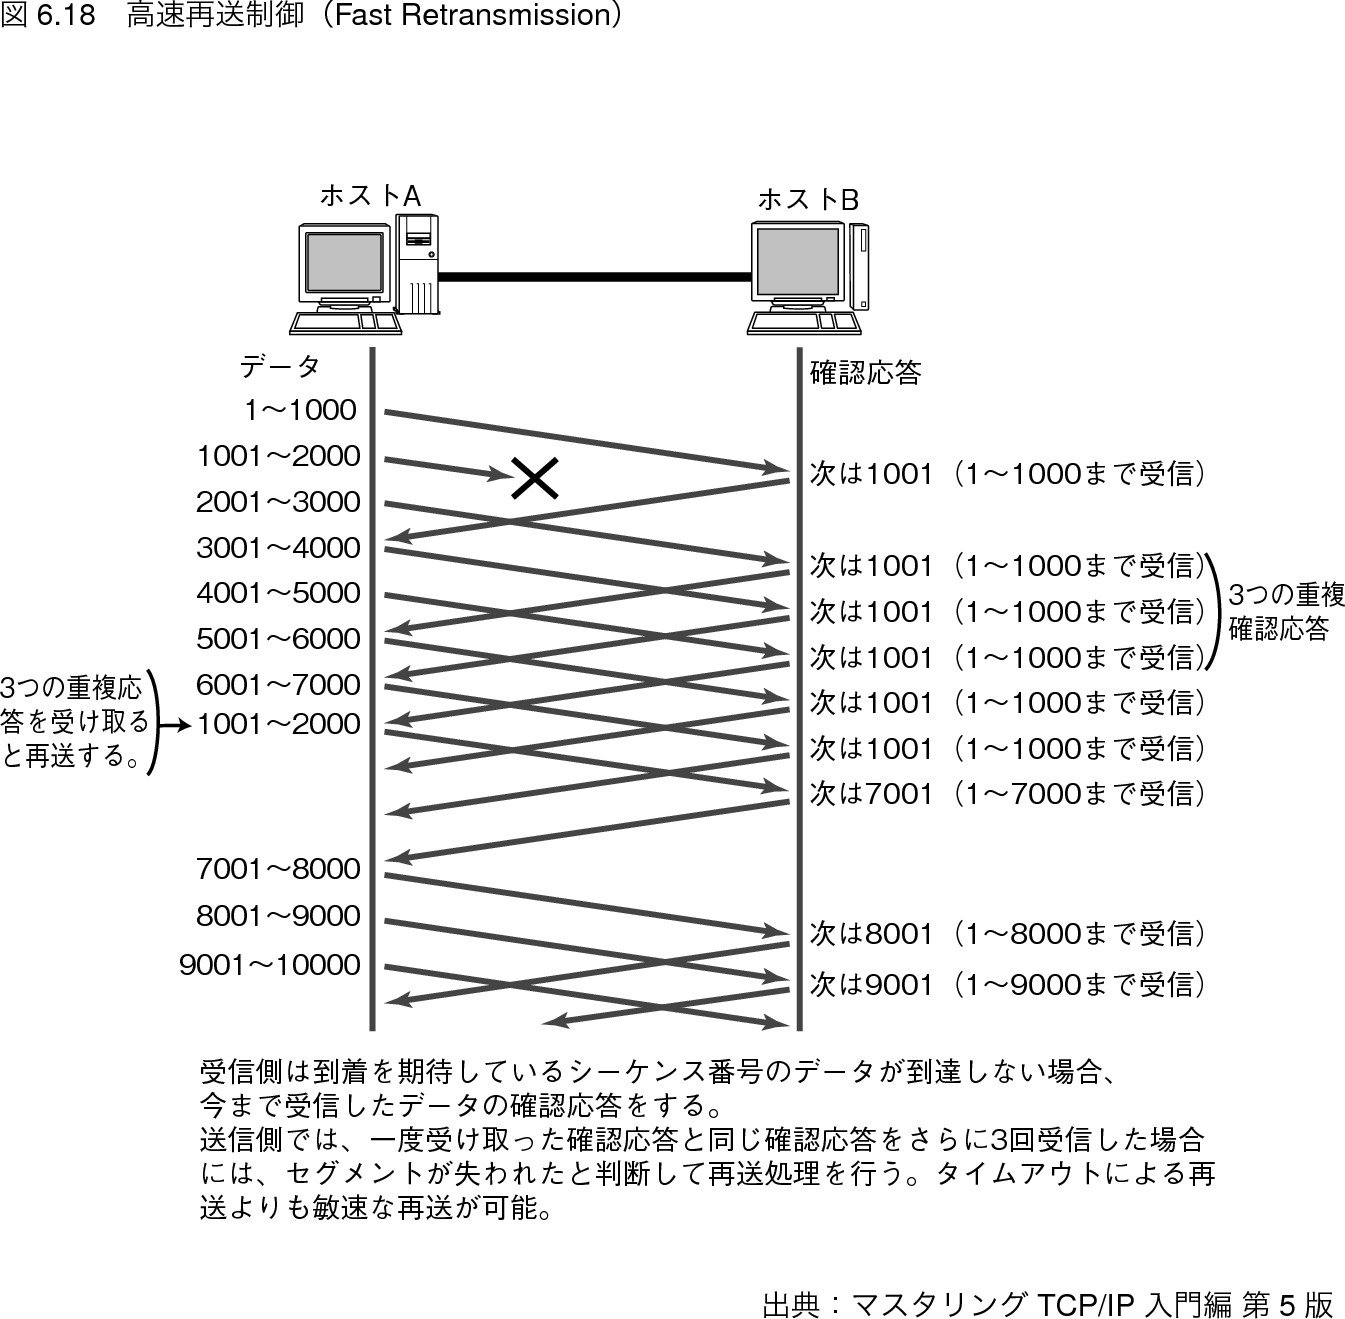 図 6.18　高速再送制御（Fast Retransmission）
ホストA
ホストB
データ
確認応答
1～1000
1001～2000
次は1001（1～1000まで受信）
2001～3000
3001～4000
次は1001（1～1000まで受信）
4001～5000
次は1001（1～1000まで受信）
3つの重複
確認応答
5001～6000
次は1001（1～1000まで受信）
6001～7000
次は1001（1～1000まで受信）
3つの重複応
答を受け取る
と再送する。
1001～2000
次は1001（1～1000まで受信）
次は7001（1～7000まで受信）
7001～8000
8001～9000
次は8001（1～8000まで受信）
9001～10000
次は9001（1～9000まで受信）
受信側は到着を期待しているシーケンス番号のデータが到達しない場合、
今まで受信したデータの確認応答をする。
送信側では、一度受け取った確認応答と同じ確認応答をさらに3回受信した場合
には、セグメントが失われたと判断して再送処理を行う。タイムアウトによる再
送よりも敏速な再送が可能。
出典：マスタリング TCP/IP 入門編 第 5 版